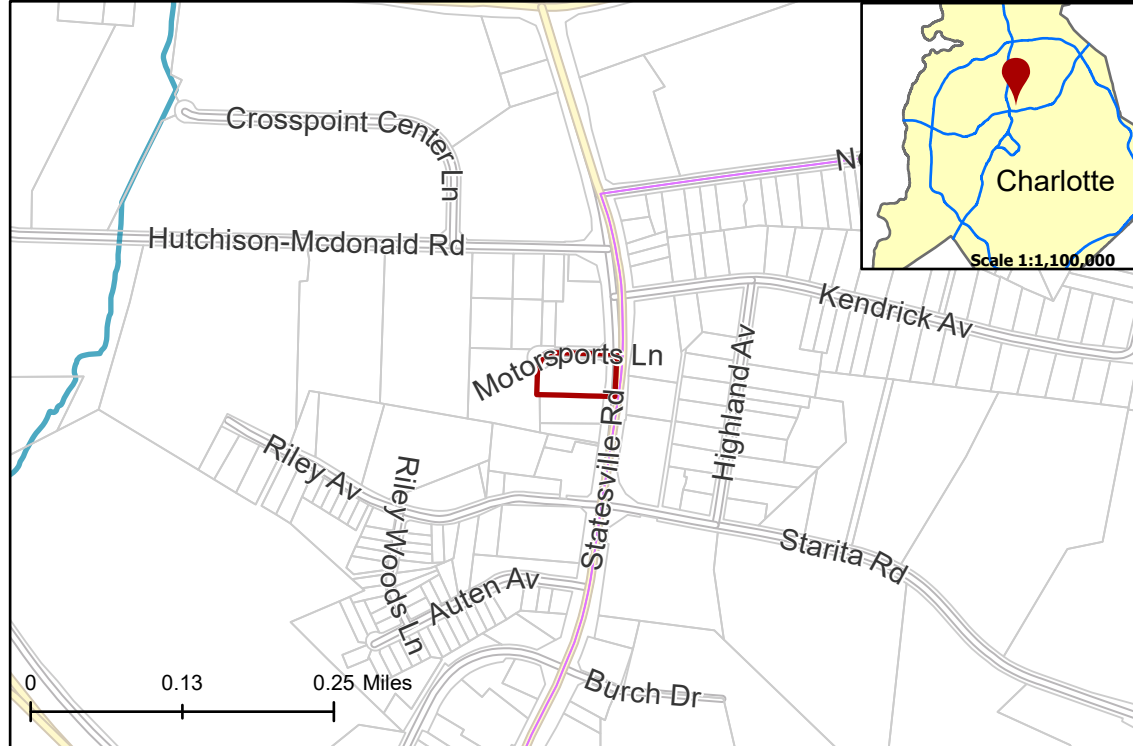 Crosspoint Center Ln
Charlotte
Scale 1:1,100,000
Hutchison-Mcdonald Rd
Kendrick Av
Motorsports Ln
Highland Av
Statesville Rd
Riley Av
Riley Woods Ln
Starita Rd
Auten Av
Burch Dr
0 0.13 0.25 Miles